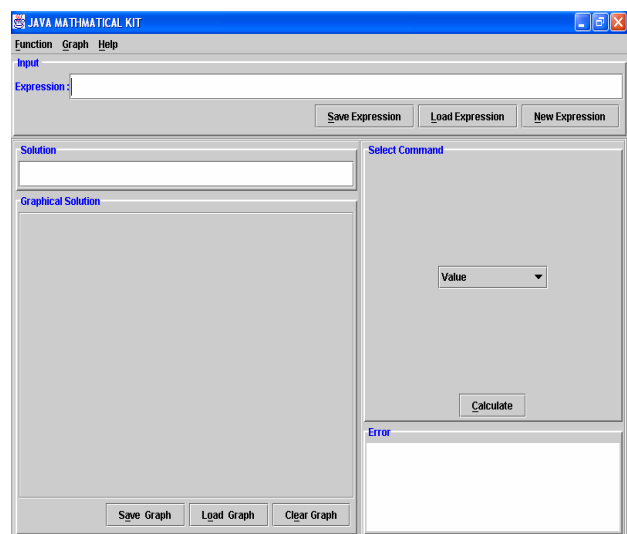 JAVA MATHMATICAL KIT
Function Graph Help
Input
Expression :
Save Expression Load Expression New Expression
Solution
Select Command
Graphical Solution
Value
Calculate
Error
Save Graph Load Graph Clear Graph